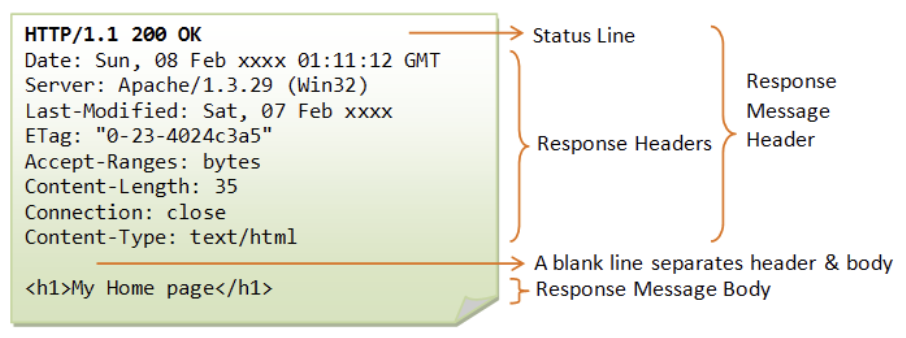 HTTP/1.1 200 OK
Date: Sun, 08 Feb xxxx 01:11:12 GMT
Server: Apache/1.3.29 (Win32)
Last-Modified: Sat, 07 Feb xxxx
ETag: "0-23-4024c3a5"
Accept-Ranges: bytes
Content-Length: 35
Connection: close
Content-Type: text/html
<h1>My Home page</h1>
Status Line
Response Headers
Response
Message
Header
A blank line separates header & body
Response Message Body